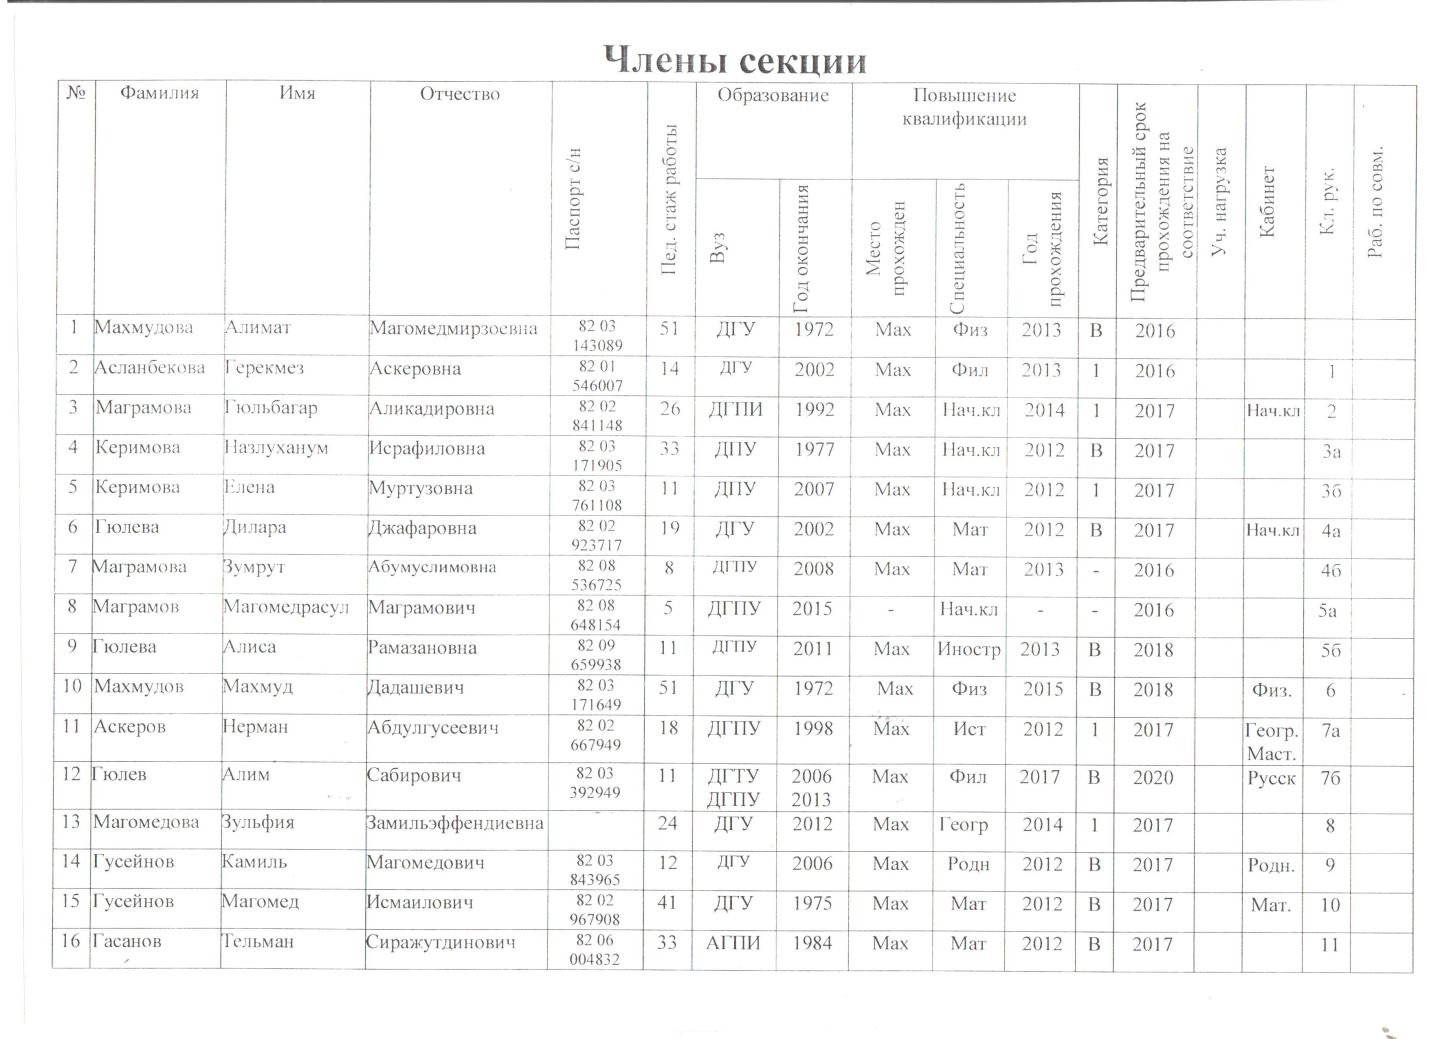 Члены секции
№ Фамилия Имя Отчество Паспорт с/н Пед. стаж работы Образование Повышение квалификации Категория Предварительный срок прохождения на соответствие Уч. нагрузка Кабинет Кл. рук. Раб. по совм.
Вуз Год окончания Место прохожден Специальность Год прохождения
1 Махмудова Алимат Магомедмирзоевна 82 03 143089 51 ДГУ 1972 Мах Физ 2013 В 2016
2 Асланбекова Герекмез Аскеровна 82 01 546007 14 ДГУ 2002 Мах Фил 2013 1 2016 1
3 Маграмова Гюльбагар Аликадировна 82 02 841148 26 ДГПИ 1992 Мах Нач.кл 2014 1 2017 Нач.кл 2
4 Керимова Назлуханум Исрафиловна 82 03 171905 33 ДПУ 1977 Мах Нач.кл 2012 В 2017 3а
5 Керимова Елена Муртузовна 82 03 761108 11 ДПУ 2007 Мах Нач.кл 2012 1 2017 3б
6 Гюлева Дилара Джафаровна 82 02 923717 19 ДГУ 2002 Мах Мат 2012 В 2017 Нач.кл 4а
7 Маграмова Зумрут Абумуслимовна 82 08 536725 8 ДГПУ 2008 Мах Мат 2013 - 2016 4б
8 Маграмов Магомедрасул Маграмович 82 08 648154 5 ДГПУ 2015 - Нач.кл - - 2016 5а
9 Гюлева Алиса Рамазановна 82 09 659938 11 ДГПУ 2011 Мах Иностр 2013 В 2018 5б
10 Махмудов Махмуд Дадашевич 82 03 171649 51 ДГУ 1972 Мах Физ 2015 В 2018 Физ. 6
11 Аскеров Нерман Абдулгусеевич 82 02 667949 18 ДГПУ 1998 Мах Ист 2012 1 2017 Геогр. Маст. 7а
12 Гюлев Алим Сабирович 82 03 392949 11 ДГТУ ДГПУ 2006 2013 Мах Фил 2017 В 2020 Русск 7б
13 Магомедова Зульфия Замильэффендиевна 24 ДГУ 2012 Мах Геогр 2014 1 2017 8
14 Гусейнов Камиль Магомедович 82 03 843965 12 ДГУ 2006 Мах Родн 2012 В 2017 Родн. 9
15 Гусейнов Магомед Исмаилович 82 02 967908 41 ДГУ 1975 Мах Мат 2012 В 2017 Мат. 10
16 Гасанов Тельман Сиражутдинович 82 06 004832 33 АГПИ 1984 Мах Мат 2012 В 2017 11